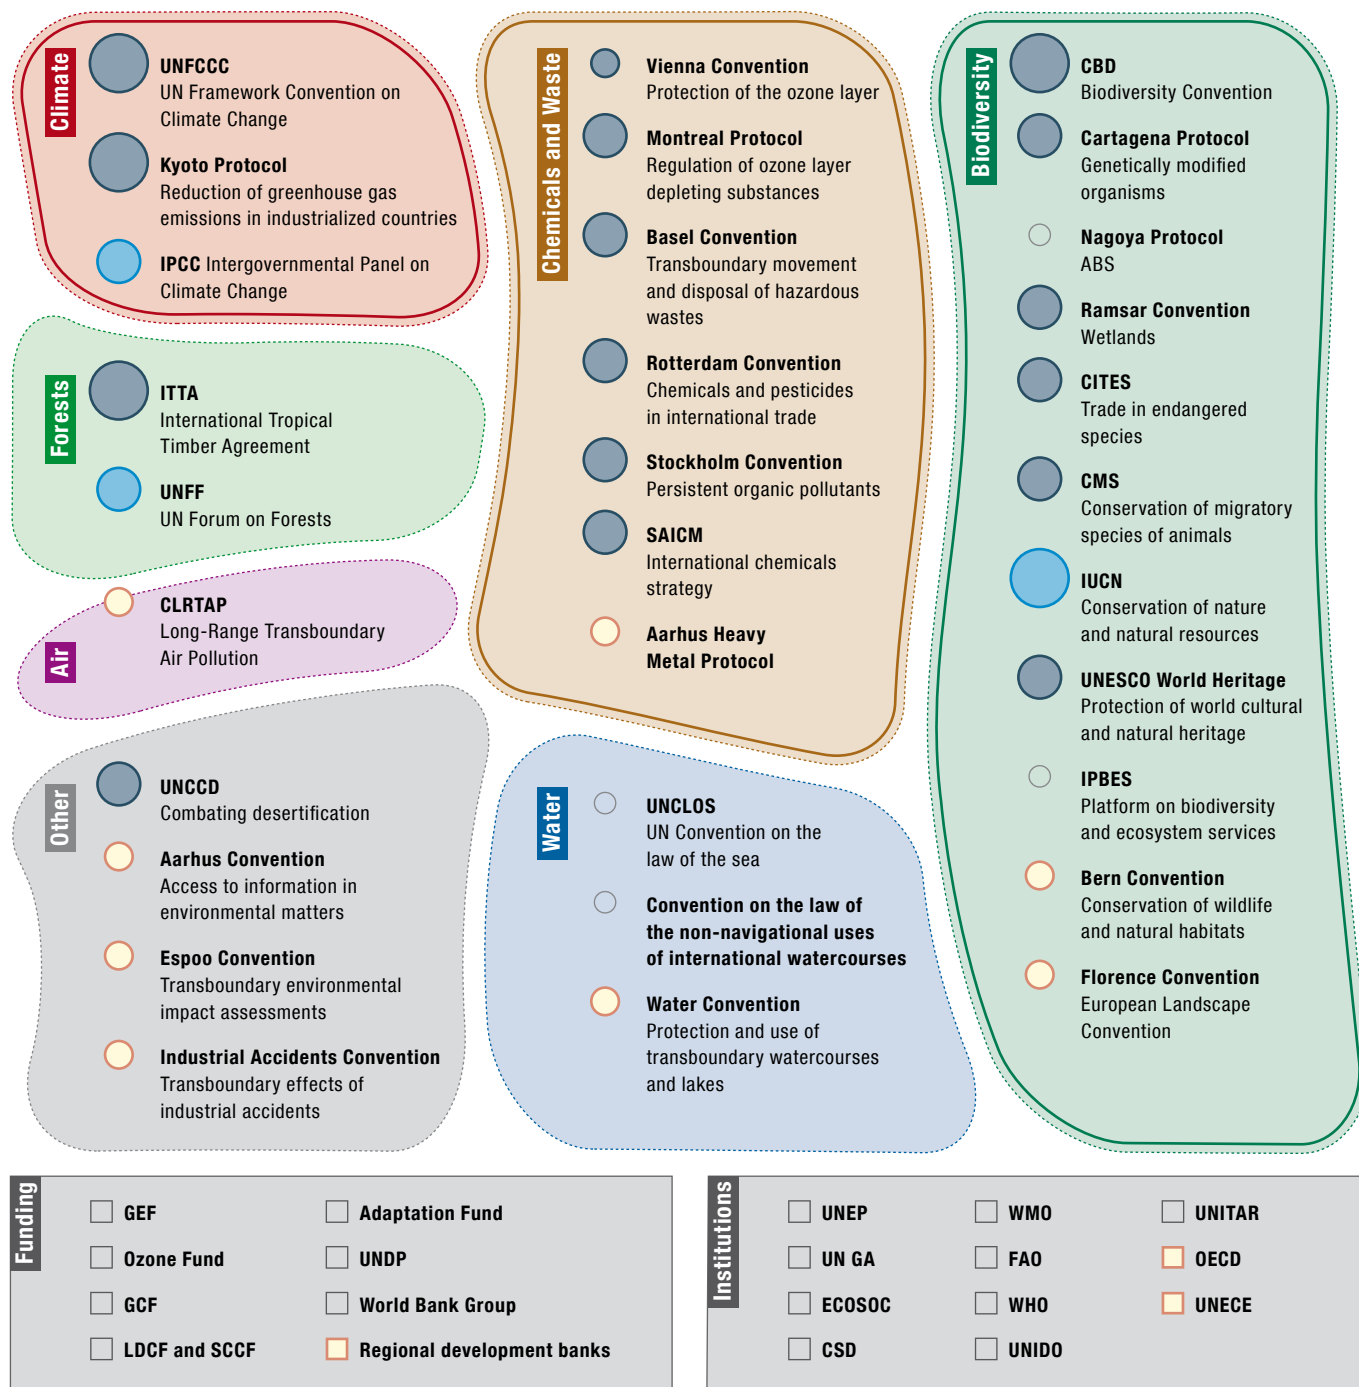 Climate
UNFCCC
UN Framework Convention on
Climate Change
Kyoto Protocol
Reduction of greenhouse gas
emissions in industrialized countries
IPCC Intergovernmental Panel on
Climate Change
Forests
ITTA
International Tropical
Timber Agreement
UNFF
UN Forum on Forests
Air
CLRTAP
Long-Range Transboundary
Air Pollution
Other
UNCCD
Combating desertification
Aarhus Convention
Access to information in
environmental matters
Espoo Convention
Transboundary environmental
impact assessments
Industrial Accidents Convention
Transboundary effects of
industrial accidents
Chemicals and Waste
Vienna Convention
Protection of the ozone layer
Montreal Protocol
Regulation of ozone layer
depleting substances
Basel Convention
Transboundary movement
and disposal of hazardous
wastes
Rotterdam Convention
Chemicals and pesticides
in international trade
Stockholm Convention
Persistent organic pollutants
SAICM
International chemicals
strategy
Aarhus Heavy
Metal Protocol
Water
UNCLOS
UN Convention on the
law of the sea
Convention on the law of
the non-navigational uses
of international watercourses
Water Convention
Protection and use of
transboundary watercourses
and lakes
Biodiversity
CBD
Biodiversity Convention
Cartagena Protocol
Genetically modified
organisms
Nagoya Protocol
ABS
Ramsar Convention
Wetlands
CITES
Trade in endangered
species
CMS
Conservation of migratory
species of animals
IUCN
Conservation of nature
and natural resources
UNESCO World Heritage
Protection of world cultural
and natural heritage
IPBES
Platform on biodiversity
and ecosystem services
Bern Convention
Conservation of wildlife
and natural habitats
Florence Convention
European Landscape
Convention
Funding
GEF
Ozone Fund
GCF
LDCF and SCCF
Adaptation Fund
UNDP
World Bank Group
Regional development banks
Institutions
UNEP
UN GA
ECOSOC
CSD
WMO
FAO
WHO
UNIDO
UNITAR
OECD
UNECE